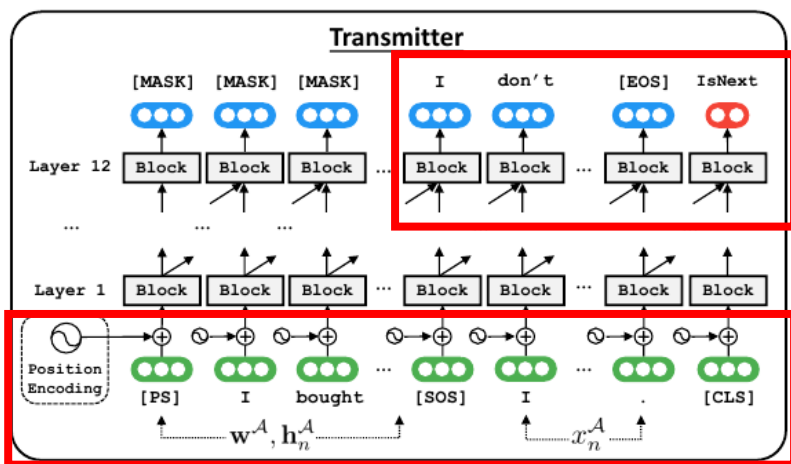 Transmitter
[MASK] [MASK] [MASK] I don't [EOS] IsNext
Layer 12 Block Block Block ... Block Block ... Block Block
... ... ...
Layer 1 Block Block Block ... Block Block ... Block Block
Position
Encoding
... ...
[PS] I bought [SOS] I . [CLS]
w^A, h_n^A x_n^A